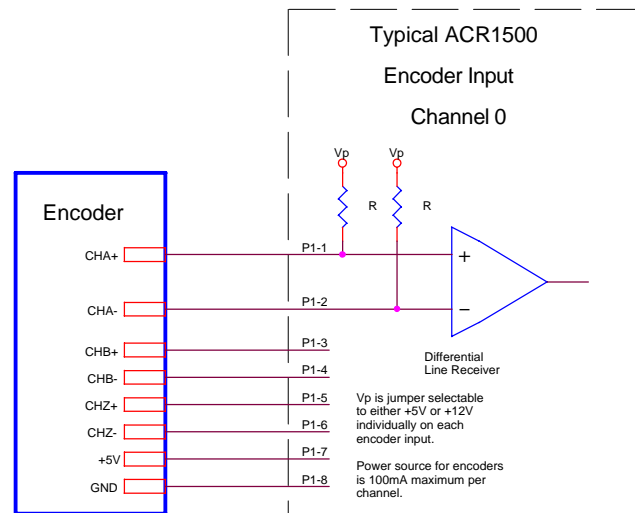 Typical ACR1500
Encoder Input
Channel 0
Vp
Vp
R
R
Encoder
CHA+
P1-1
+
CHA-
P1-2
−
CHB+
P1-3
CHB-
P1-4
CHZ+
P1-5
CHZ-
P1-6
+5V
P1-7
GND
P1-8
Differential
Line Receiver
Vp is jumper selectable
to either +5V or +12V
individually on each
encoder input.
Power source for encoders
is 100mA maximum per
channel.